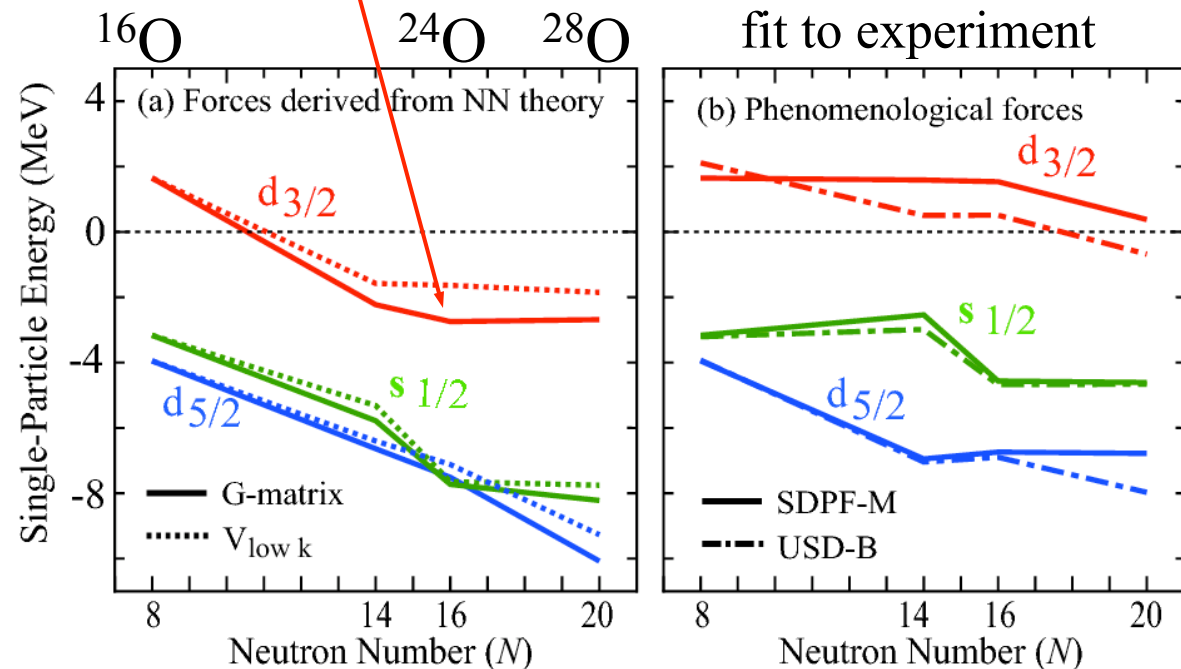 ¹⁶O ²⁴O ²⁸O fit to experiment
(a) Forces derived from NN theory
(b) Phenomenological forces
Single-Particle Energy (MeV)
4
0
-4
-8
d3/2
s 1/2
d5/2
G-matrix
Vlow k
8 14 16 20
Neutron Number (N)
d3/2
s 1/2
d5/2
SDPF-M
USD-B
8 14 16 20
Neutron Number (N)